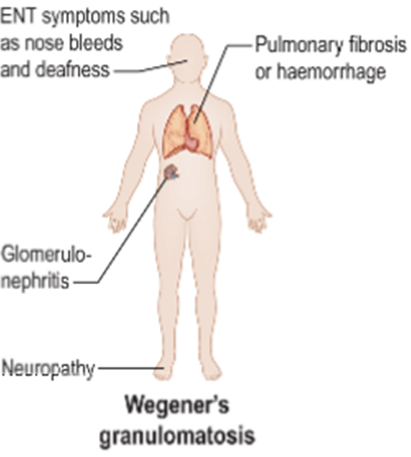 ENT symptoms such
as nose bleeds
and deafness
Pulmonary fibrosis
or haemorrhage
Glomerulo-
nephritis
Neuropathy
Wegener's
granulomatosis